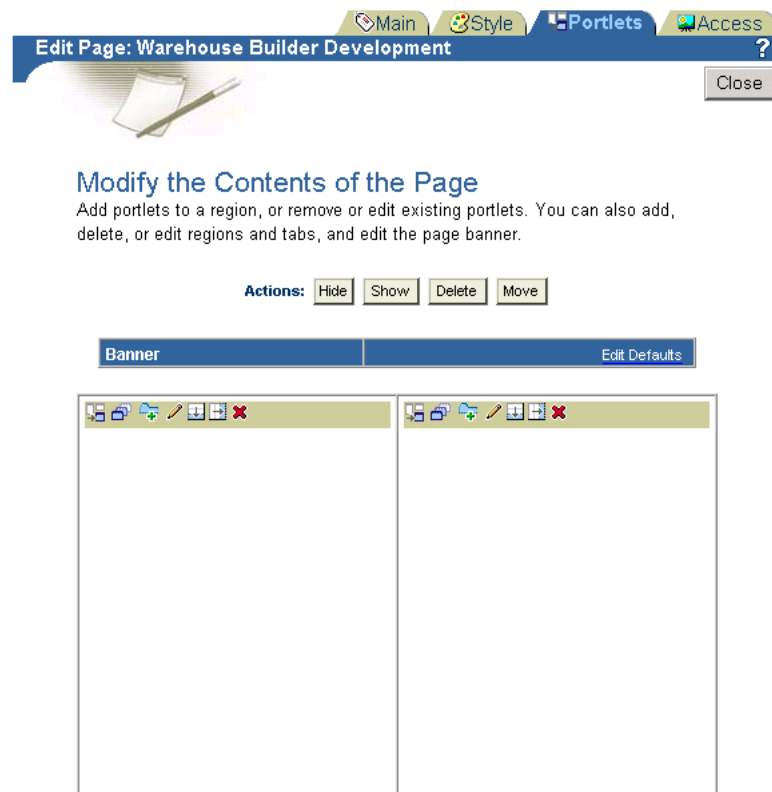 Main Style Portlets Access
Edit Page: Warehouse Builder Development ?
Close
Modify the Contents of the Page
Add portlets to a region, or remove or edit existing portlets. You can also add,
delete, or edit regions and tabs, and edit the page banner.
Actions: Hide Show Delete Move
Banner Edit Defaults